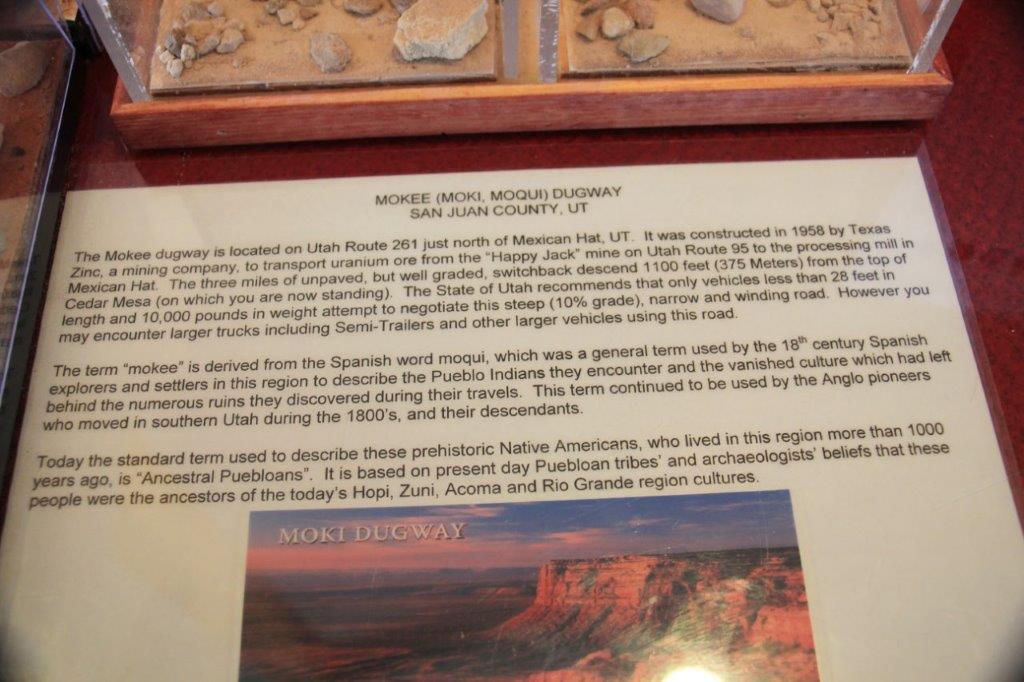 MOKEE (MOKI, MOQUI) DUGWAY
SAN JUAN COUNTY, UT
The Mokee dugway is located on Utah Route 261 just north of Mexican Hat, UT. It was constructed in 1958 by Texas
Zinc, a mining company, to transport uranium ore from the "Happy Jack" mine on Utah Route 95 to the processing mill in
Mexican Hat. The three miles of unpaved, but well graded, switchback descend 1100 feet (375 Meters) from the top of
Cedar Mesa (on which you are now standing). The State of Utah recommends that only vehicles less than 28 feet in
length and 10,000 pounds in weight attempt to negotiate this steep (10% grade), narrow and winding road. However you
may encounter larger trucks including Semi-Trailers and other larger vehicles using this road.
The term "mokee" is derived from the Spanish word moqui, which was a general term used by the 18th century Spanish
explorers and settlers in this region to describe the Pueblo Indians they encounter and the vanished culture which had left
behind the numerous ruins they discovered during their travels. This term continued to be used by the Anglo pioneers
who moved in southern Utah during the 1800's, and their descendants.
Today the standard term used to describe these prehistoric Native Americans, who lived in this region more than 1000
years ago, is "Ancestral Puebloans". It is based on present day Puebloan tribes' and archaeologists' beliefs that these
people were the ancestors of the today's Hopi, Zuni, Acoma and Rio Grande region cultures.
MOKI DUGWAY